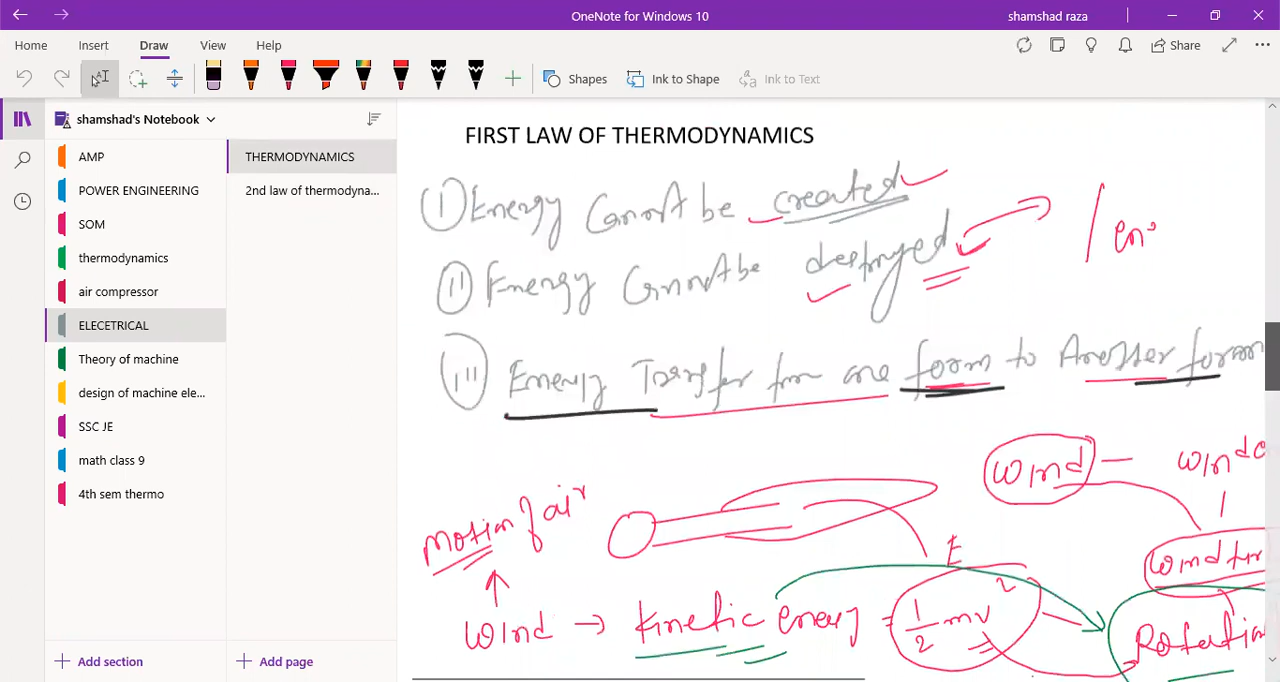 OneNote for Windows 10
shamshad raza
Home
Insert
Draw
View
Help
Share
Shapes
Ink to Shape
Ink to Text
shamshad's Notebook
AMP
POWER ENGINEERING
SOM
thermodynamics
air compressor
ELECETRICAL
Theory of machine
design of machine ele...
SSC JE
math class 9
4th sem thermo
Add section
THERMODYNAMICS
2nd law of thermodyna...
Add page
FIRST LAW OF THERMODYNAMICS
I Energy Cannot be created
II Energy Cannot be destroyed
en
III Energy Transfer from one form to Another form
Wind - Wind
Motion of air
E
Wind → Kinetic energy = 1/2 mv²